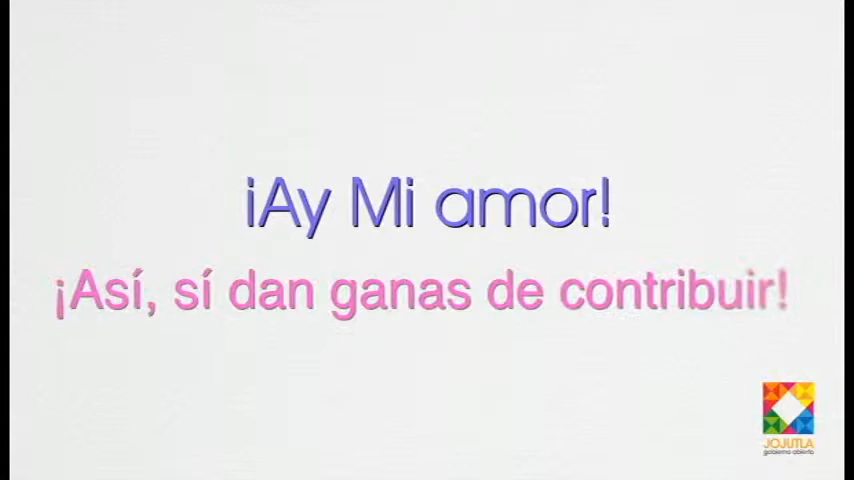 ¡Ay Mi amor!
¡Así, sí dan ganas de contribuir!
JOJUTLA
gobierno abierto